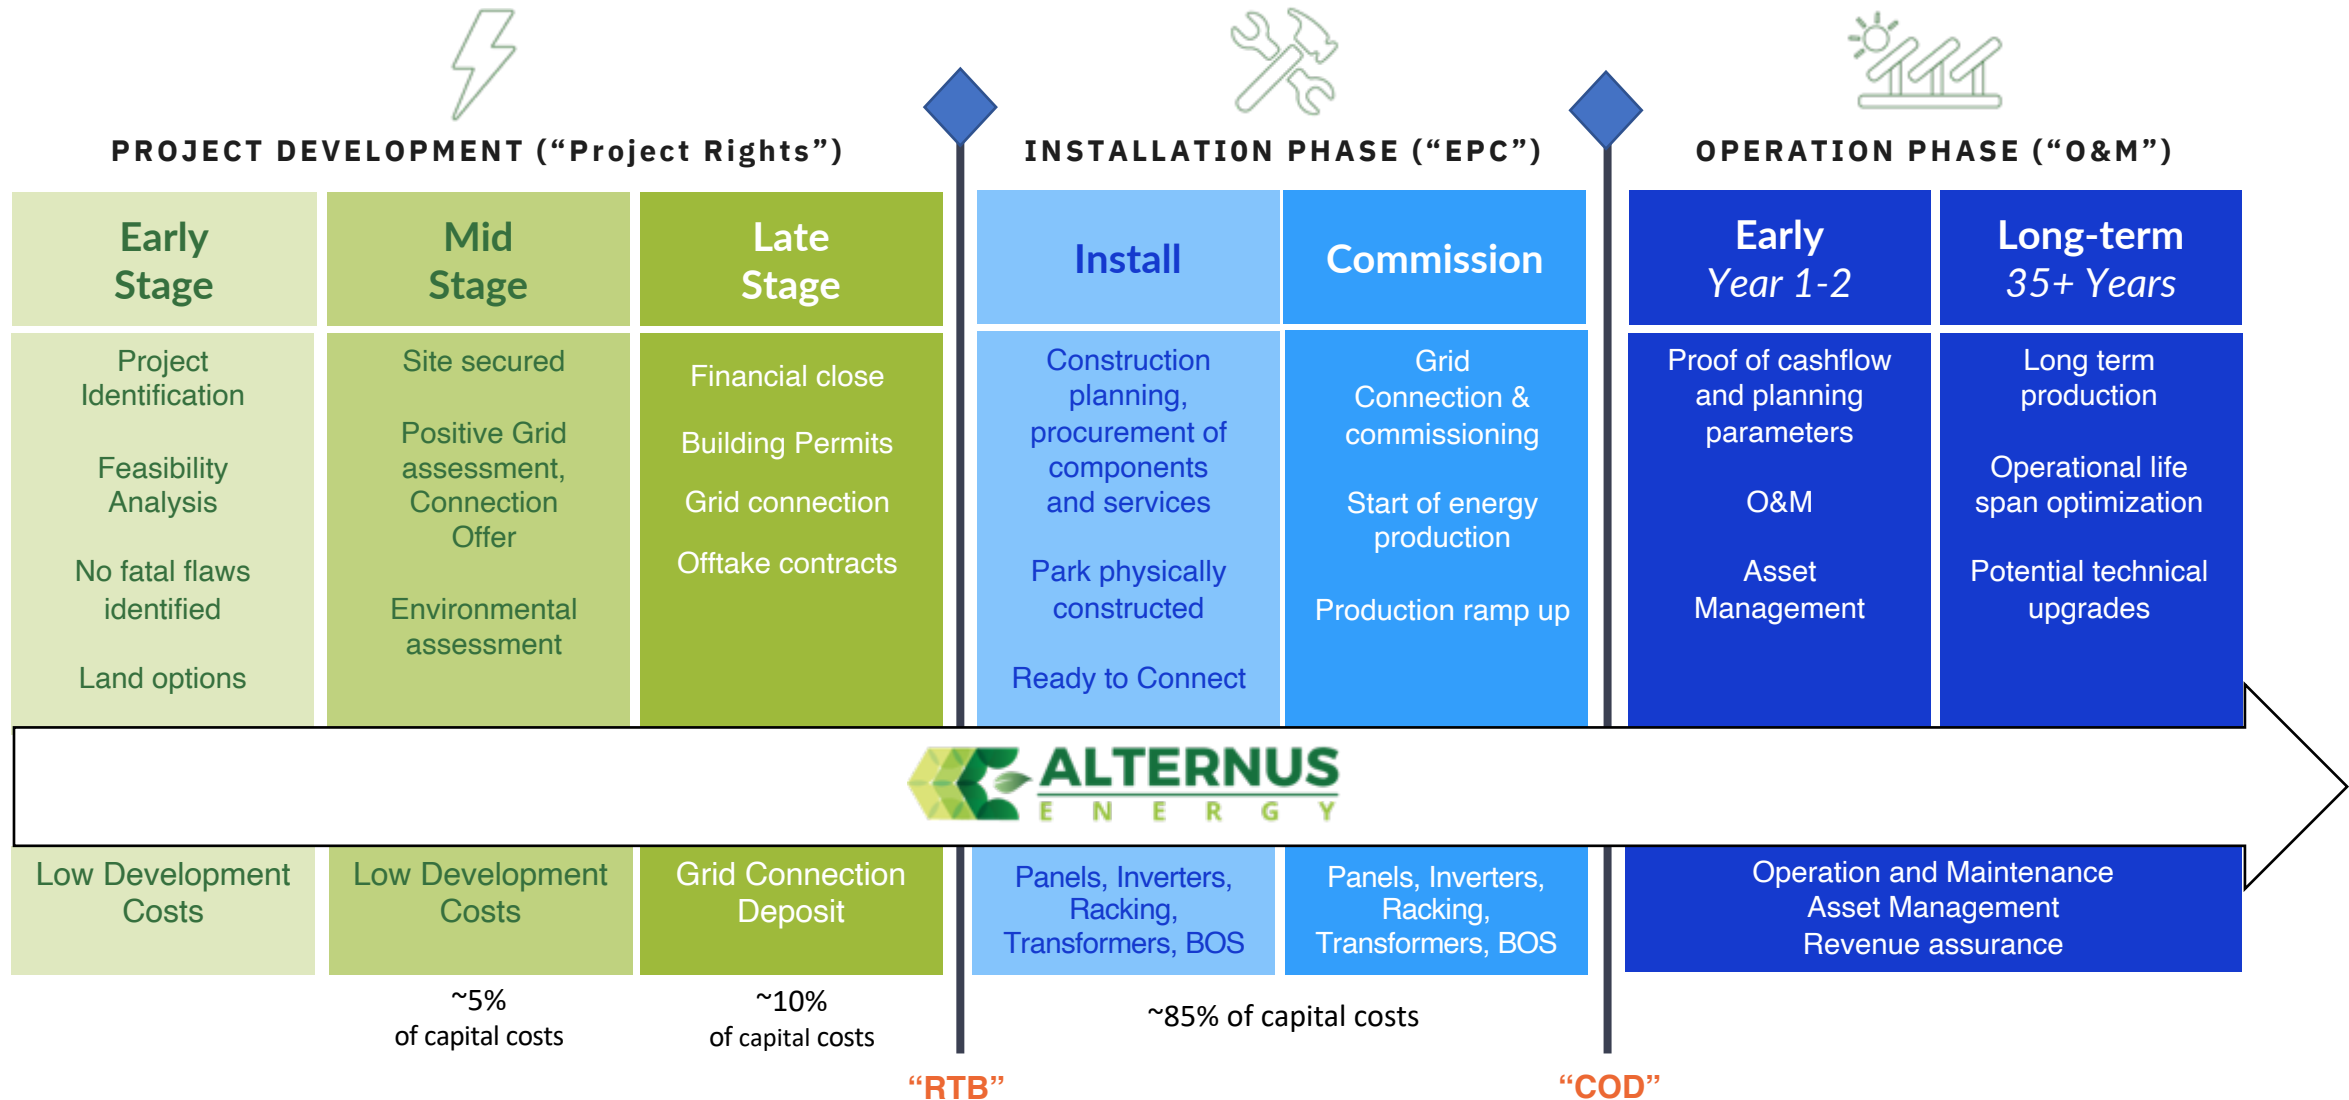 PROJECT DEVELOPMENT (“Project Rights”)
INSTALLATION PHASE (“EPC”)
OPERATION PHASE (“O&M”)
Early
Stage
Mid
Stage
Late
Stage
Install
Commission
Early
Year 1-2
Long-term
35+ Years
Project
Identification
Feasibility
Analysis
No fatal flaws
identified
Land options
Site secured
Positive Grid
assessment,
Connection
Offer
Environmental
assessment
Financial close
Building Permits
Grid connection
Offtake contracts
Construction
planning,
procurement of
components
and services
Park physically
constructed
Ready to Connect
Grid
Connection &
commissioning
Start of energy
production
Production ramp up
Proof of cashflow
and planning
parameters
O&M
Asset
Management
Long term
production
Operational life
span optimization
Potential technical
upgrades
ALTERNUS
ENERGY
Low Development
Costs
Low Development
Costs
Grid Connection
Deposit
Panels, Inverters,
Racking,
Transformers, BOS
Panels, Inverters,
Racking,
Transformers, BOS
Operation and Maintenance
Asset Management
Revenue assurance
~5%
of capital costs
~10%
of capital costs
~85% of capital costs
“RTB”
“COD”